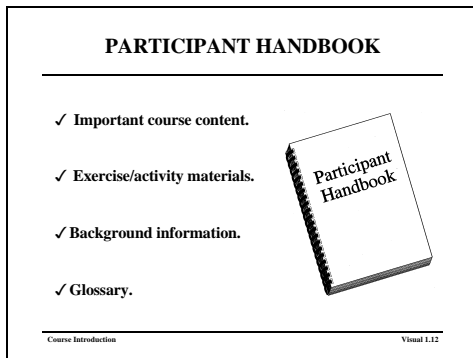 PARTICIPANT HANDBOOK
✓ Important course content.
✓ Exercise/activity materials.
✓ Background information.
✓ Glossary.
Participant
Handbook
Course Introduction
Visual 1.12